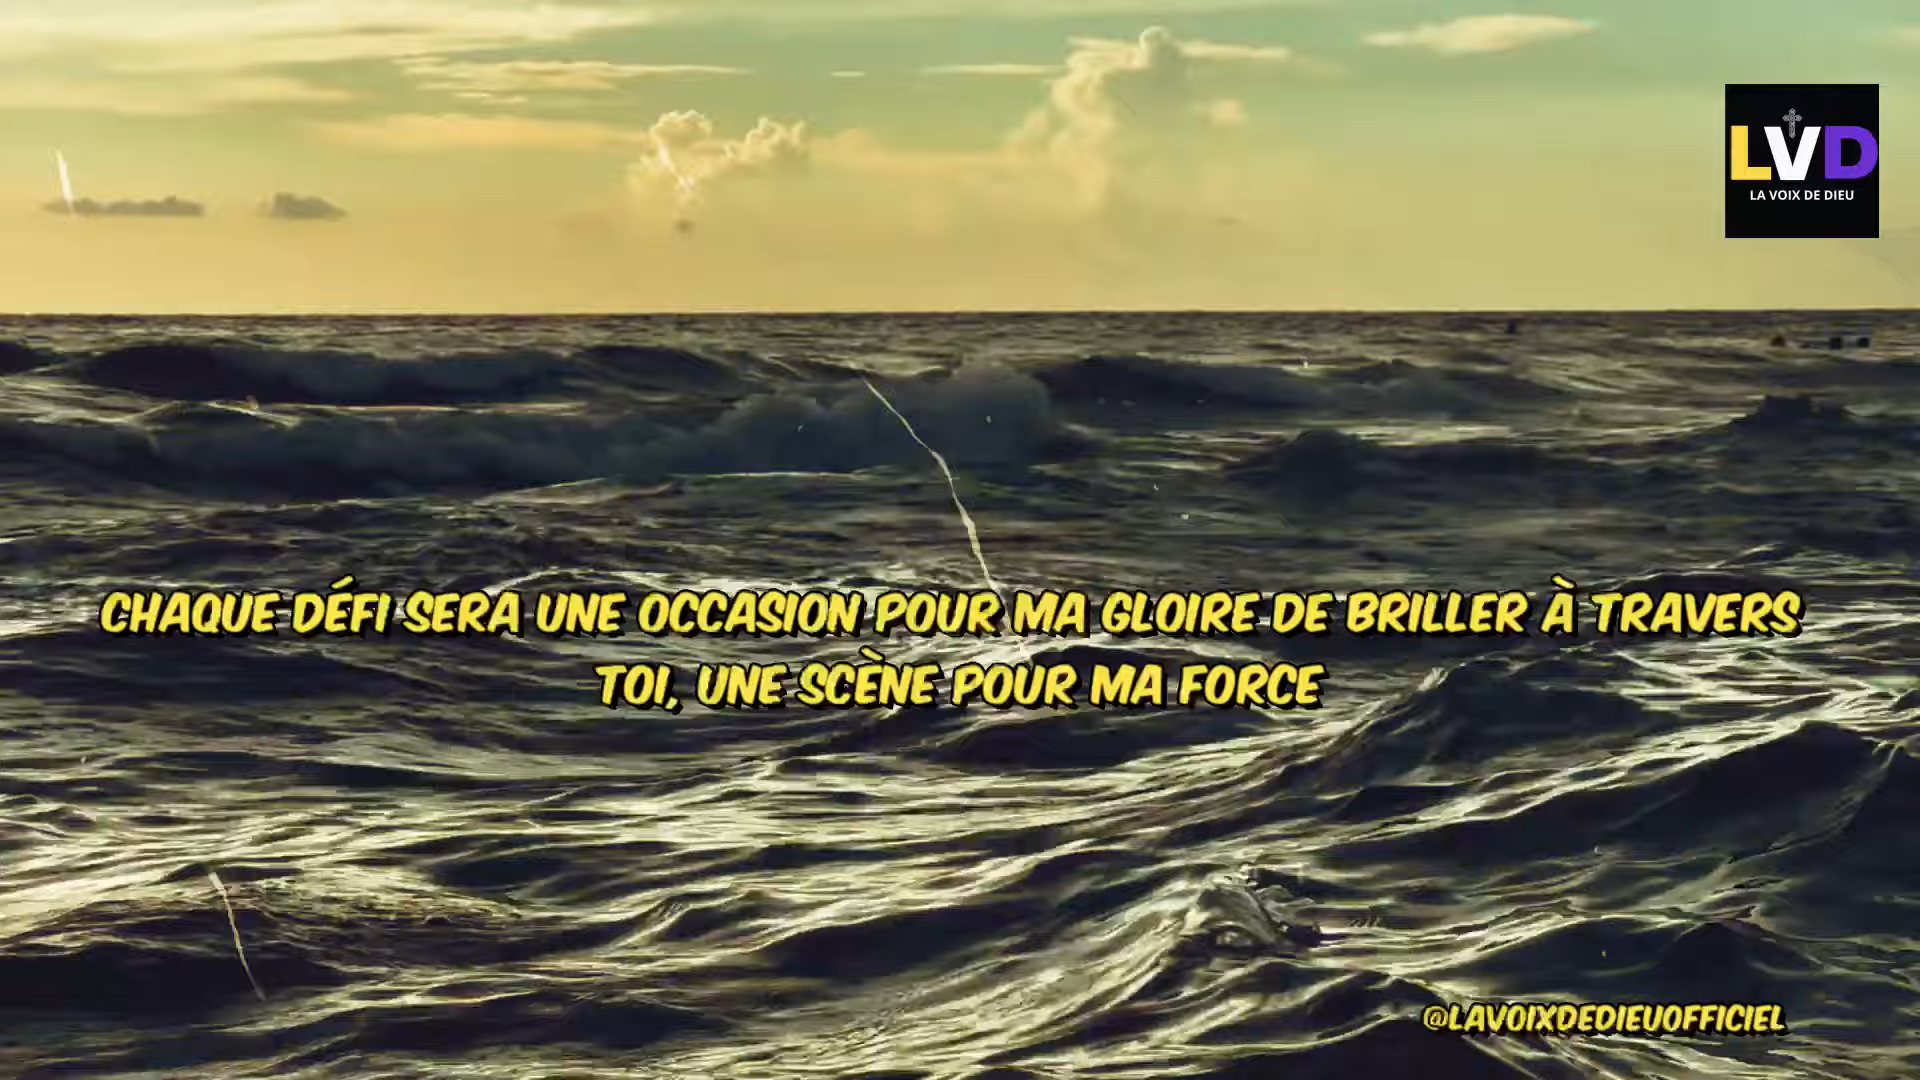 LVD
LA VOIX DE DIEU
CHAQUE DÉFI SERA UNE OCCASION POUR MA GLOIRE DE BRILLER À TRAVERS
TOI, UNE SCÈNE POUR MA FORCE
@LAVOIXDEDIEUOFFICIEL